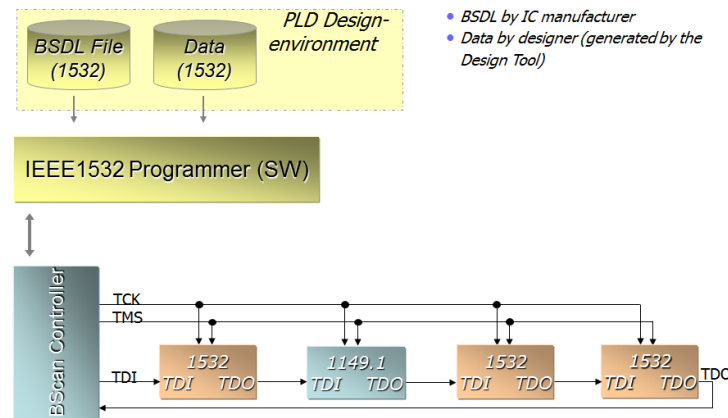 PLD Design-
environment
BSDL File
(1532)
Data
(1532)
• BSDL by IC manufacturer
• Data by designer (generated by the
Design Tool)
IEEE1532 Programmer (SW)
BScan Controller
TCK
TMS
TDI
1532
TDI TDO
1149.1
TDI TDO
1532
TDI TDO
1532
TDI TDO
TDO